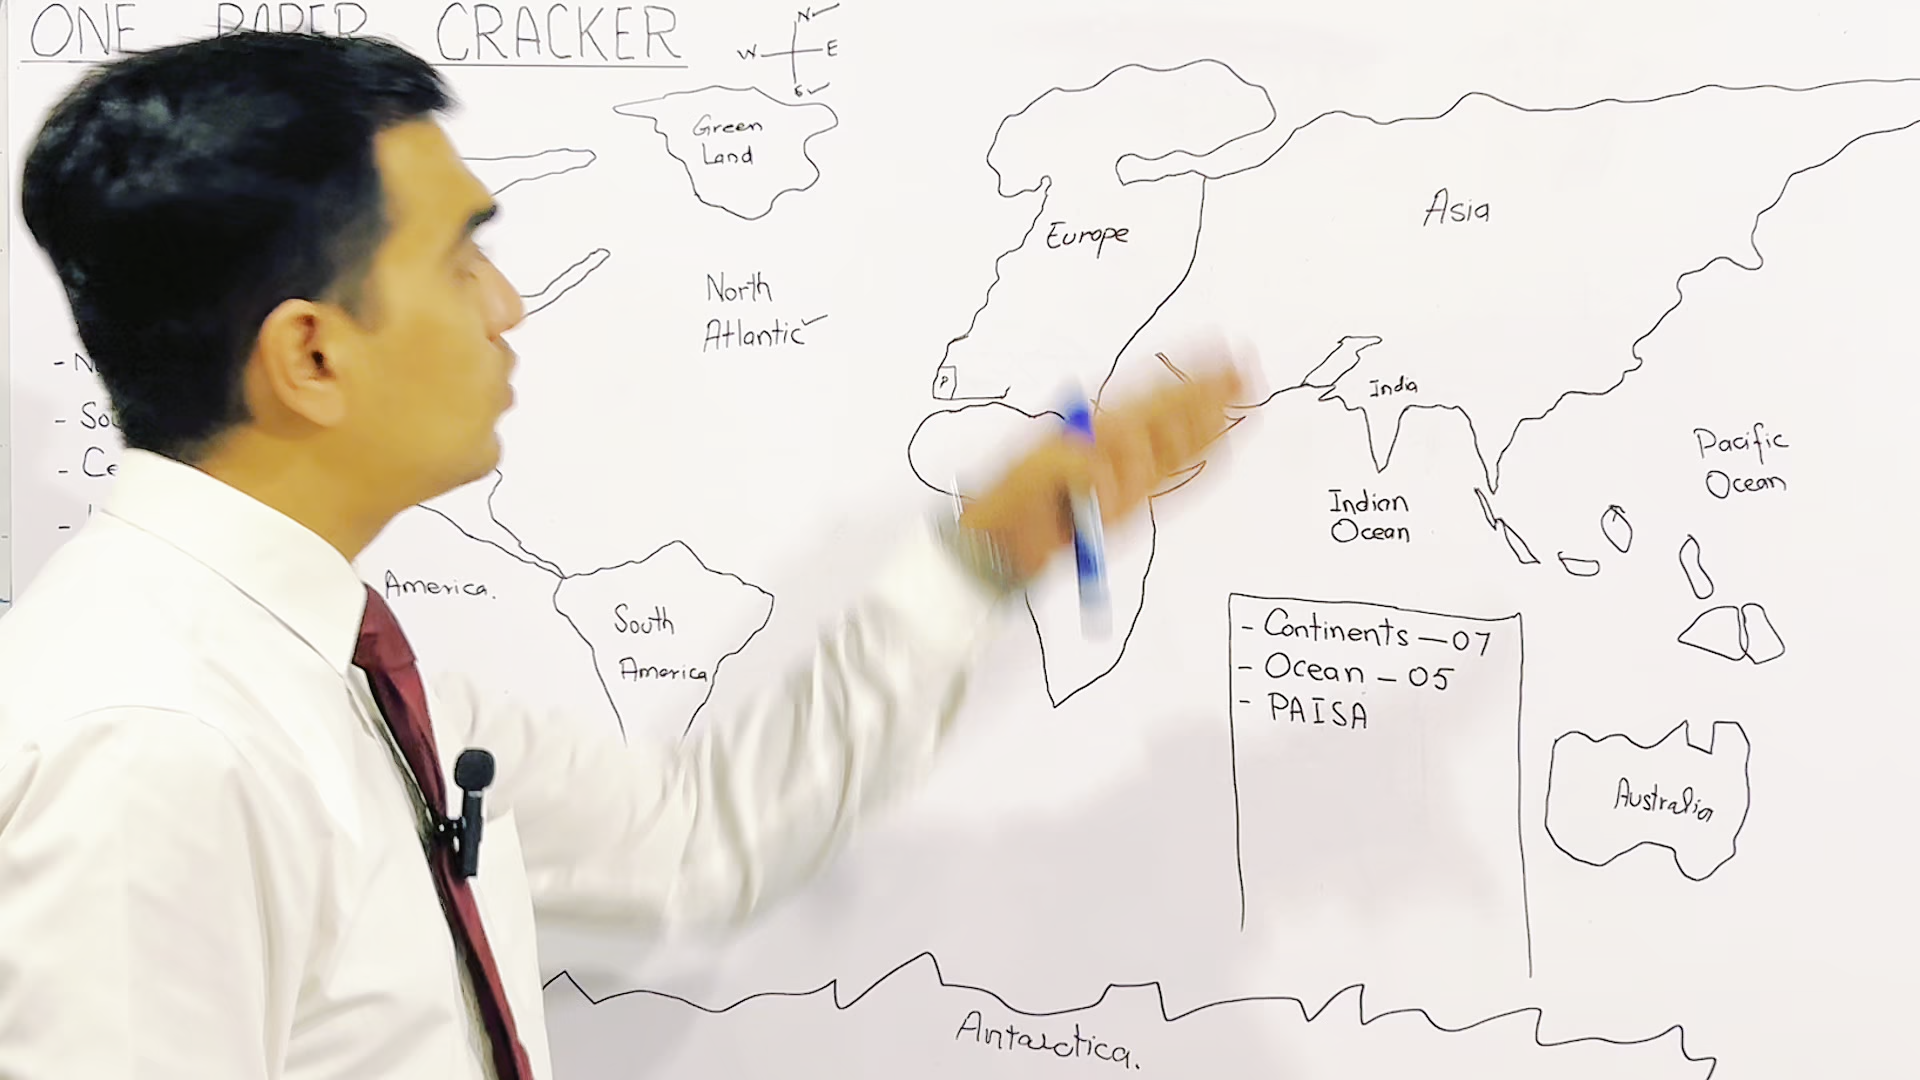 ONE PAPER CRACKER
N
W E
S
Green
Land
North
Atlantic
Europe
Asia
P
India
Pacific
Ocean
Indian
Ocean
America.
South
America
- Continents - 07
- Ocean - 05
- PAISA
Australia
Antarctica.